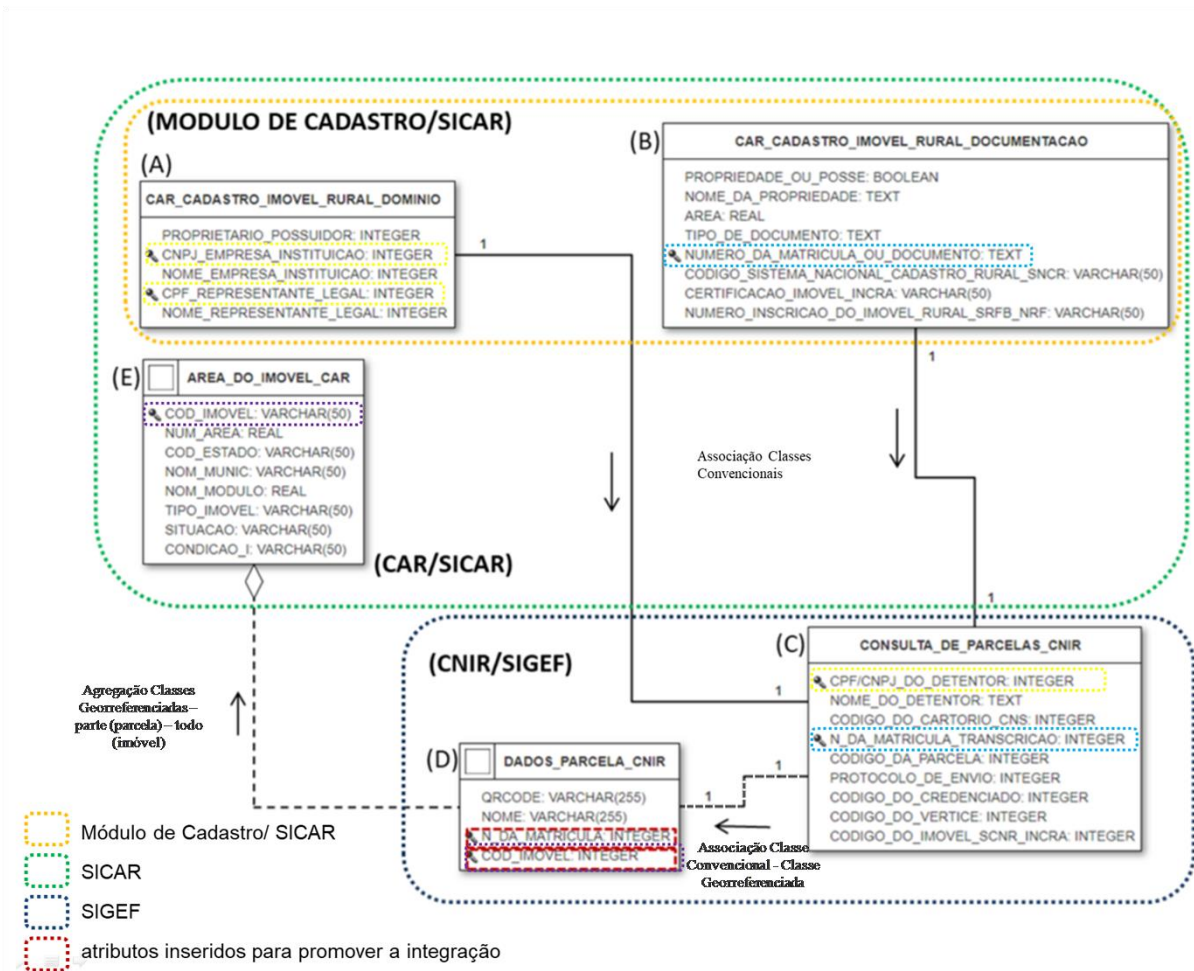 (MODULO DE CADASTRO/SICAR)
(A)
CAR_CADASTRO_IMOVEL_RURAL_DOMINIO
PROPRIETARIO_POSSUIDOR: INTEGER
CNPJ_EMPRESA_INSTITUICAO: INTEGER
NOME_EMPRESA_INSTITUICAO: INTEGER
CPF_REPRESENTANTE_LEGAL: INTEGER
NOME_REPRESENTANTE_LEGAL: INTEGER
1
(B)
CAR_CADASTRO_IMOVEL_RURAL_DOCUMENTACAO
PROPRIEDADE_OU_POSSE: BOOLEAN
NOME_DA_PROPRIEDADE: TEXT
AREA: REAL
TIPO_DE_DOCUMENTO: TEXT
NUMERO_DA_MATRICULA_OU_DOCUMENTO: TEXT
CODIGO_SISTEMA_NACIONAL_CADASTRO_RURAL_SNCR: VARCHAR(50)
CERTIFICACAO_IMOVEL_INCRA: VARCHAR(50)
NUMERO_INSCRICAO_DO_IMOVEL_RURAL_SRFB_NRF: VARCHAR(50)
1
(E)
AREA_DO_IMOVEL_CAR
COD_IMOVEL: VARCHAR(50)
NUM_AREA: REAL
COD_ESTADO: VARCHAR(50)
NOM_MUNIC: VARCHAR(50)
NOM_MODULO: REAL
TIPO_IMOVEL: VARCHAR(50)
SITUACAO: VARCHAR(50)
CONDICAO_I: VARCHAR(50)
(CAR/SICAR)
Associação Classes
Convencionais
1
(CNIR/SIGEF)
(C)
CONSULTA_DE_PARCELAS_CNIR
CPF/CNPJ_DO_DETENTOR: INTEGER
NOME_DO_DETENTOR: TEXT
CODIGO_DO_CARTORIO_CNS: INTEGER
N_DA_MATRICULA_TRANSCRICAO: INTEGER
CODIGO_DA_PARCELA: INTEGER
PROTOCOLO_DE_ENVIO: INTEGER
CODIGO_DO_CREDENCIADO: INTEGER
CODIGO_DO_VERTICE: INTEGER
CODIGO_DO_IMOVEL_SCNR_INCRA: INTEGER
1
1
1
Agregação Classes
Georreferenciadas –
parte (parcela) – todo
(imóvel)
(D)
DADOS_PARCELA_CNIR
QRCODE: VARCHAR(255)
NOME: VARCHAR(255)
N_DA_MATRICULA: INTEGER
COD_IMOVEL: INTEGER
Associação Classe
Convencional - Classe
Georreferenciada
Módulo de Cadastro/ SICAR
SICAR
SIGEF
atributos inseridos para promover a integração